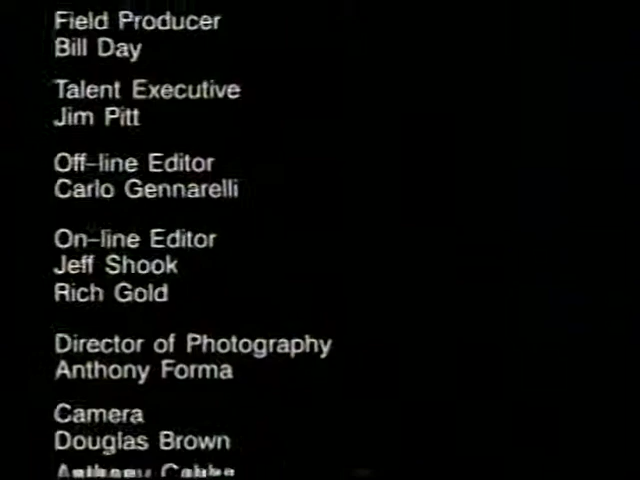 Field Producer
Bill Day
Talent Executive
Jim Pitt
Off-line Editor
Carlo Gennarelli
On-line Editor
Jeff Shook
Rich Gold
Director of Photography
Anthony Forma
Camera
Douglas Brown
Anthony